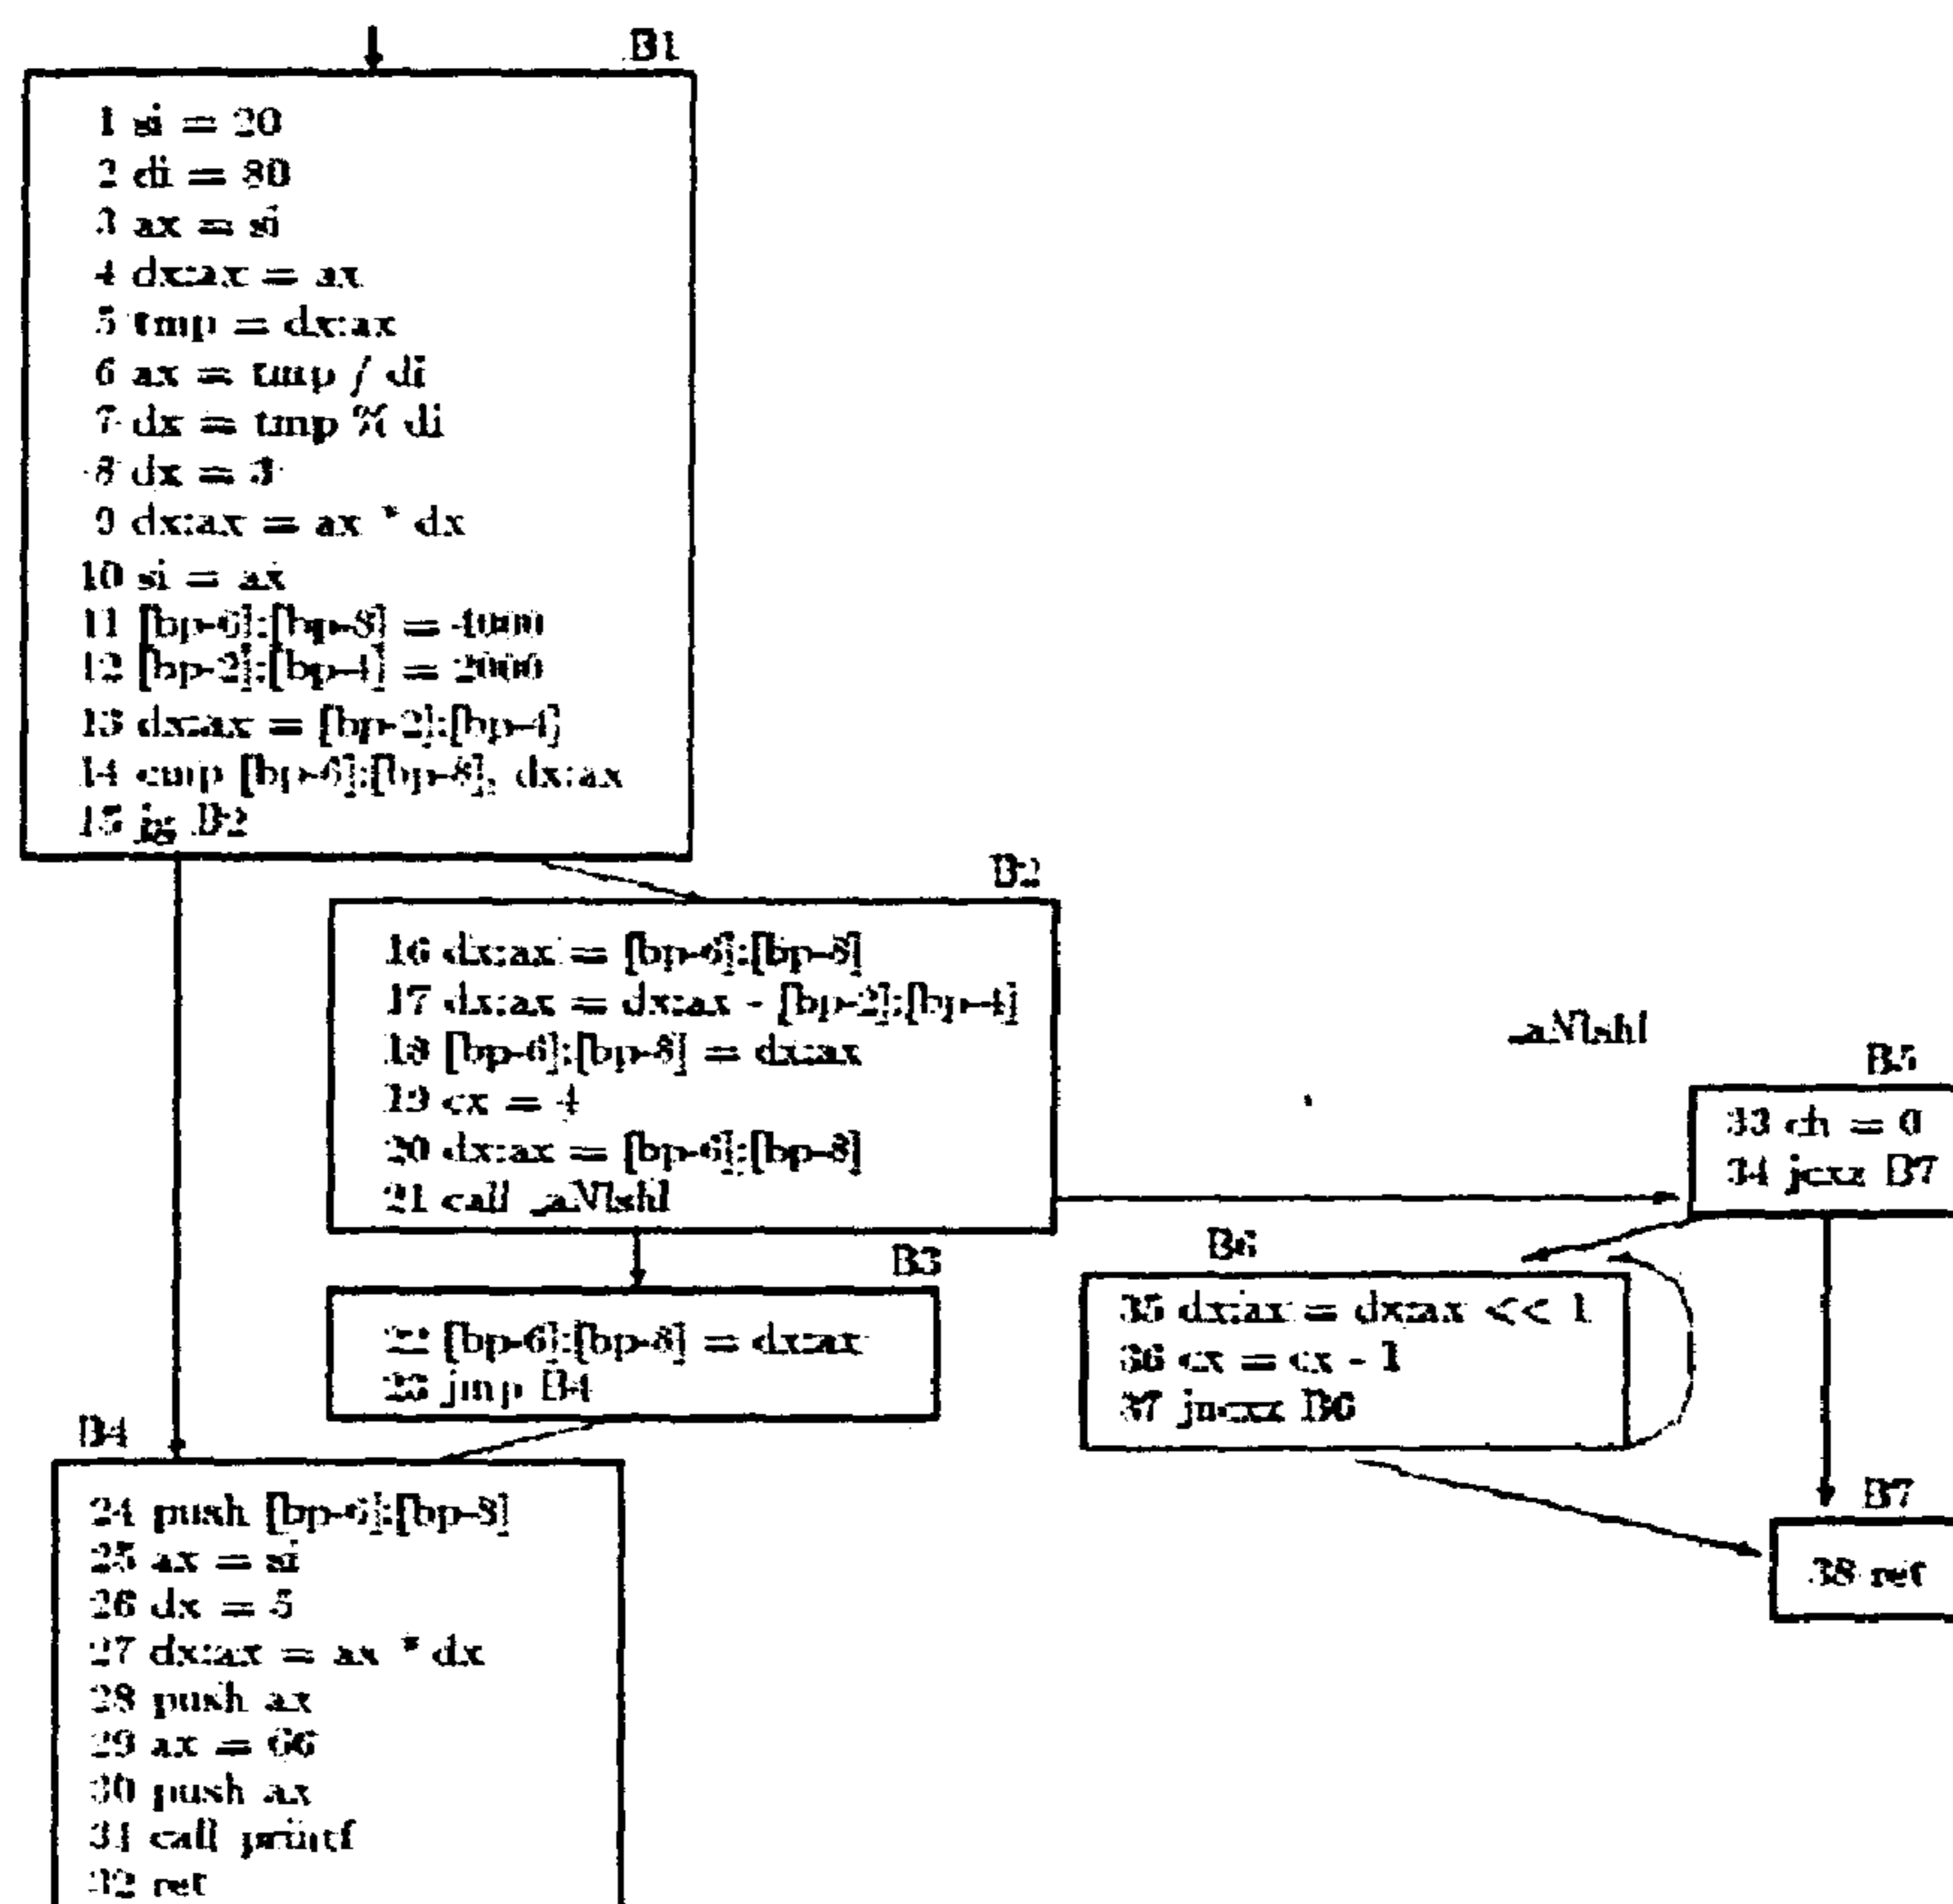 B1
1 si = 20
2 di = 80
3 ax = si
4 dx:ax = ax
5 tmp = dx:ax
6 ax = tmp / di
7 dx = tmp % di
8 dx = 3
9 dx:ax = ax * dx
10 si = ax
11 [bp-6]:[bp-8] = 4000
12 [bp-2]:[bp-4] = 2000
13 dx:ax = [bp-2]:[bp-4]
14 cmp [bp-6]:[bp-8], dx:ax
15 jg B2
B2
16 dx:ax = [bp-6]:[bp-8]
17 dx:ax = dx:ax - [bp-2]:[bp-4]
18 [bp-6]:[bp-8] = dx:ax
19 cx = 4
20 dx:ax = [bp-6]:[bp-8]
21 call _aNlshl
B3
22 [bp-6]:[bp-8] = dx:ax
23 jmp B4
B4
24 push [bp-6]:[bp-8]
25 ax = si
26 dx = 5
27 dx:ax = ax * dx
28 push ax
29 ax = 66
30 push ax
31 call printf
32 ret
_aNlshl
B5
33 ch = 0
34 jcxz B7
B6
35 dx:ax = dx:ax << 1
36 cx = cx - 1
37 jncxz B6
B7
38 ret